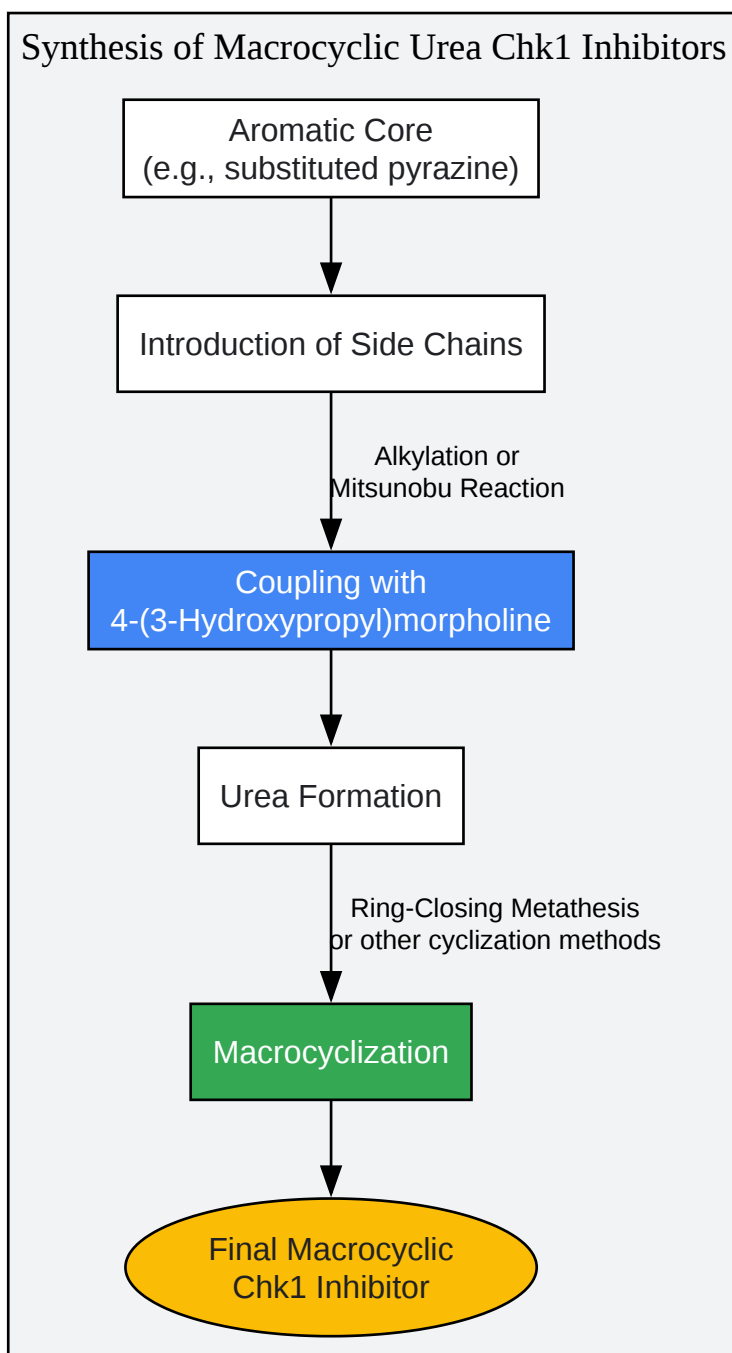 Synthesis of Macrocyclic Urea Chk1 Inhibitors
Aromatic Core
(e.g., substituted pyrazine)
Introduction of Side Chains
Alkylation or
Mitsunobu Reaction
Coupling with
4-(3-Hydroxypropyl)morpholine
Urea Formation
Ring-Closing Metathesis
or other cyclization methods
Macrocyclization
Final Macrocyclic
Chk1 Inhibitor